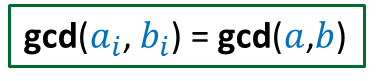 gcd(aᵢ, bᵢ) = gcd(a,b)